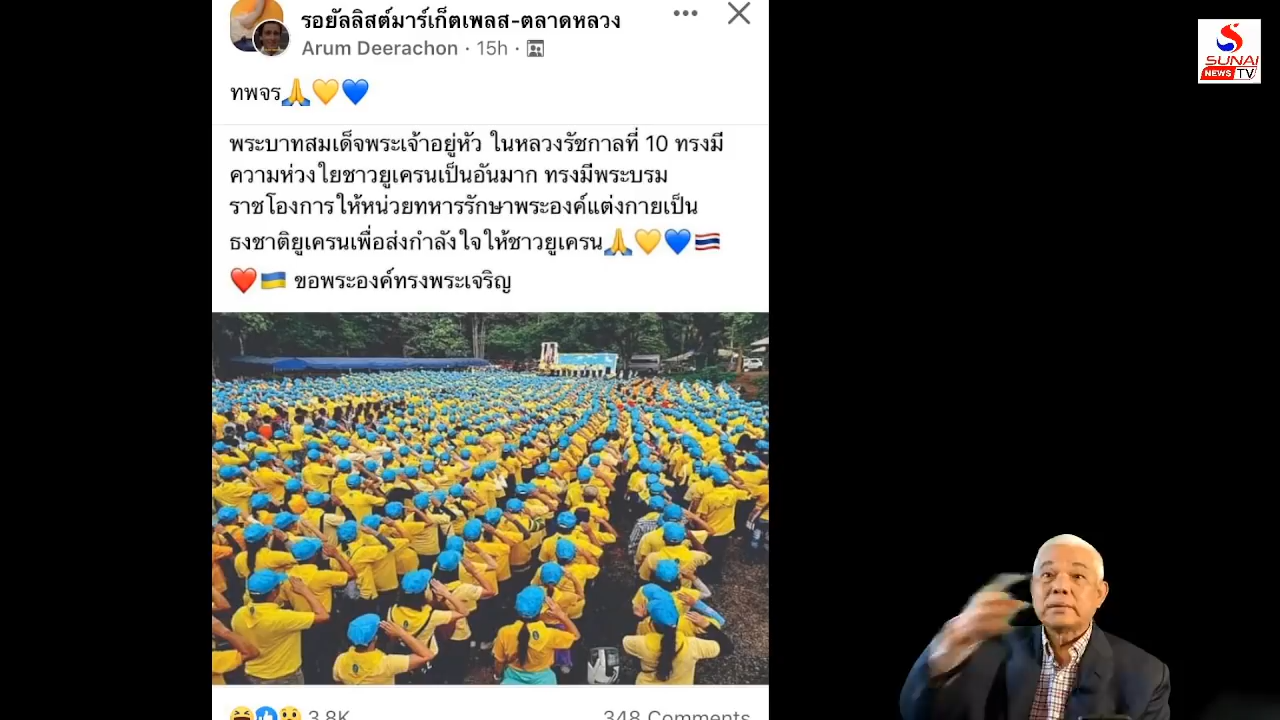 รอยัลลิสต์มาร์เก็ตเพลส-ตลาดหลวง
Arum Deerachon · 15h ·
ทพจร🙏💛💙
พระบาทสมเด็จพระเจ้าอยู่หัว ในหลวงรัชกาลที่ 10 ทรงมี
ความห่วงใยชาวยูเครนเป็นอันมาก ทรงมีพระบรม
ราชโองการให้หน่วยทหารรักษาพระองค์แต่งกายเป็น
ธงชาติยูเครนเพื่อส่งกำลังใจให้ชาวยูเครน🙏💛💙🇹🇭
❤️🇺🇦 ขอพระองค์ทรงพระเจริญ
3.8K
348 Comments
SUNAI
NEWS TV